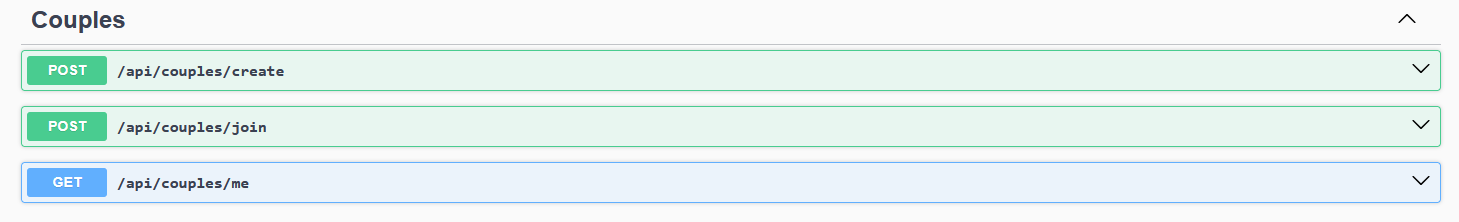 Couples
POST /api/couples/create
POST /api/couples/join
GET /api/couples/me